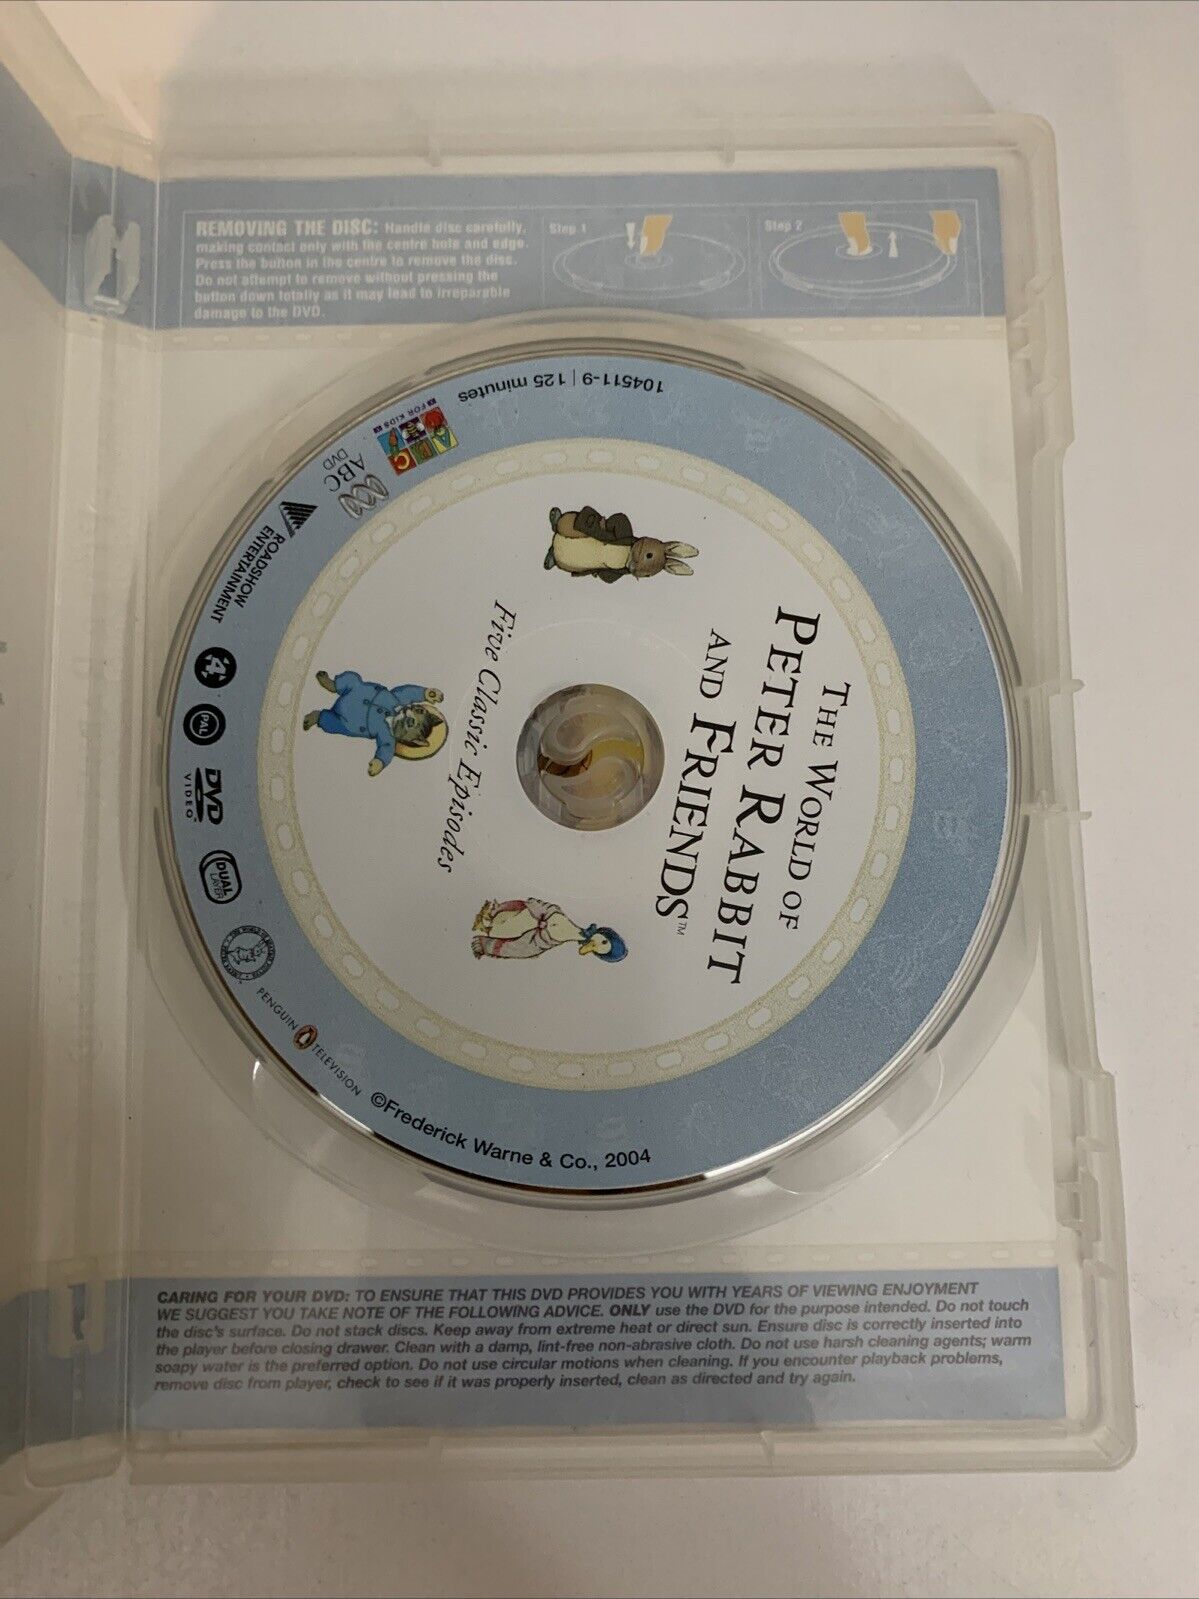 REMOVING THE DISC: Handle disc carefully,
making contact only with the centre hole and edge.
Press the button in the centre to remove the disc.
Do not attempt to remove without pressing the
button down totally as it may lead to irreparable
damage to the DVD.
Step 1
Step 2
104511-9 | 125 minutes
FOR KIDS
ABC
DVD
ROADSHOW
ENTERTAINMENT
4
PAL
DVD
VIDEO
DUAL
LAYER
PENGUIN TELEVISION
©Frederick Warne & Co., 2004
THE WORLD OF
PETER RABBIT
AND FRIENDS™
Five Classic Episodes
CARING FOR YOUR DVD: TO ENSURE THAT THIS DVD PROVIDES YOU WITH YEARS OF VIEWING ENJOYMENT
WE SUGGEST YOU TAKE NOTE OF THE FOLLOWING ADVICE. ONLY use the DVD for the purpose intended. Do not touch
the disc's surface. Do not stack discs. Keep away from extreme heat or direct sun. Ensure disc is correctly inserted into
the player before closing drawer. Clean with a damp, lint-free non-abrasive cloth. Do not use harsh cleaning agents; warm
soapy water is the preferred option. Do not use circular motions when cleaning. If you encounter playback problems,
remove disc from player, check to see if it was properly inserted, clean as directed and try again.